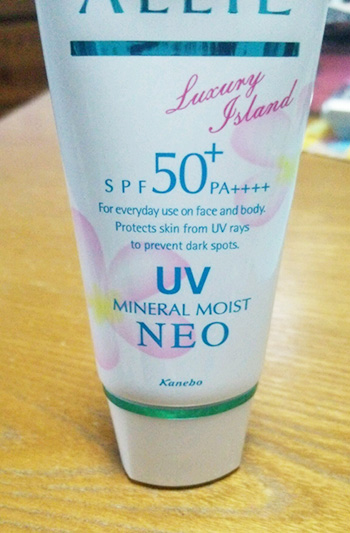 ALLIE
Luxury
Island
SPF50+ PA++++
For everyday use on face and body.
Protects skin from UV rays
to prevent dark spots.
UV
MINERAL MOIST
NEO
Kanebo